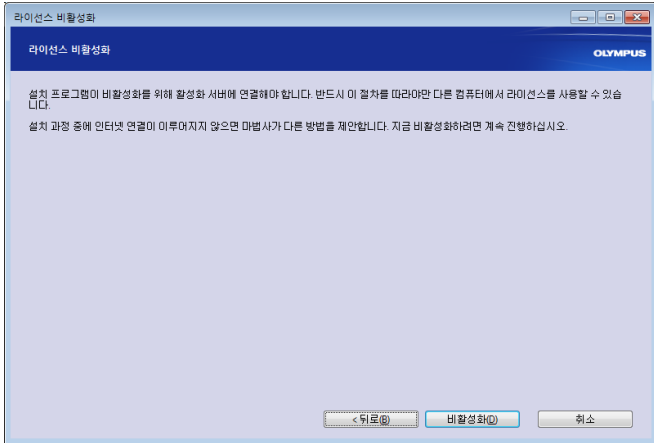 라이선스 비활성화
라이선스 비활성화
OLYMPUS
설치 프로그램이 비활성화를 위해 활성화 서버에 연결해야 합니다. 반드시 이 절차를 따라야만 다른 컴퓨터에서 라이선스를 사용할 수 있습
니다.
설치 과정 중에 인터넷 연결이 이루어지지 않으면 마법사가 다른 방법을 제안합니다. 지금 비활성화하려면 계속 진행하십시오.
< 뒤로(B) 비활성화(D) 취소